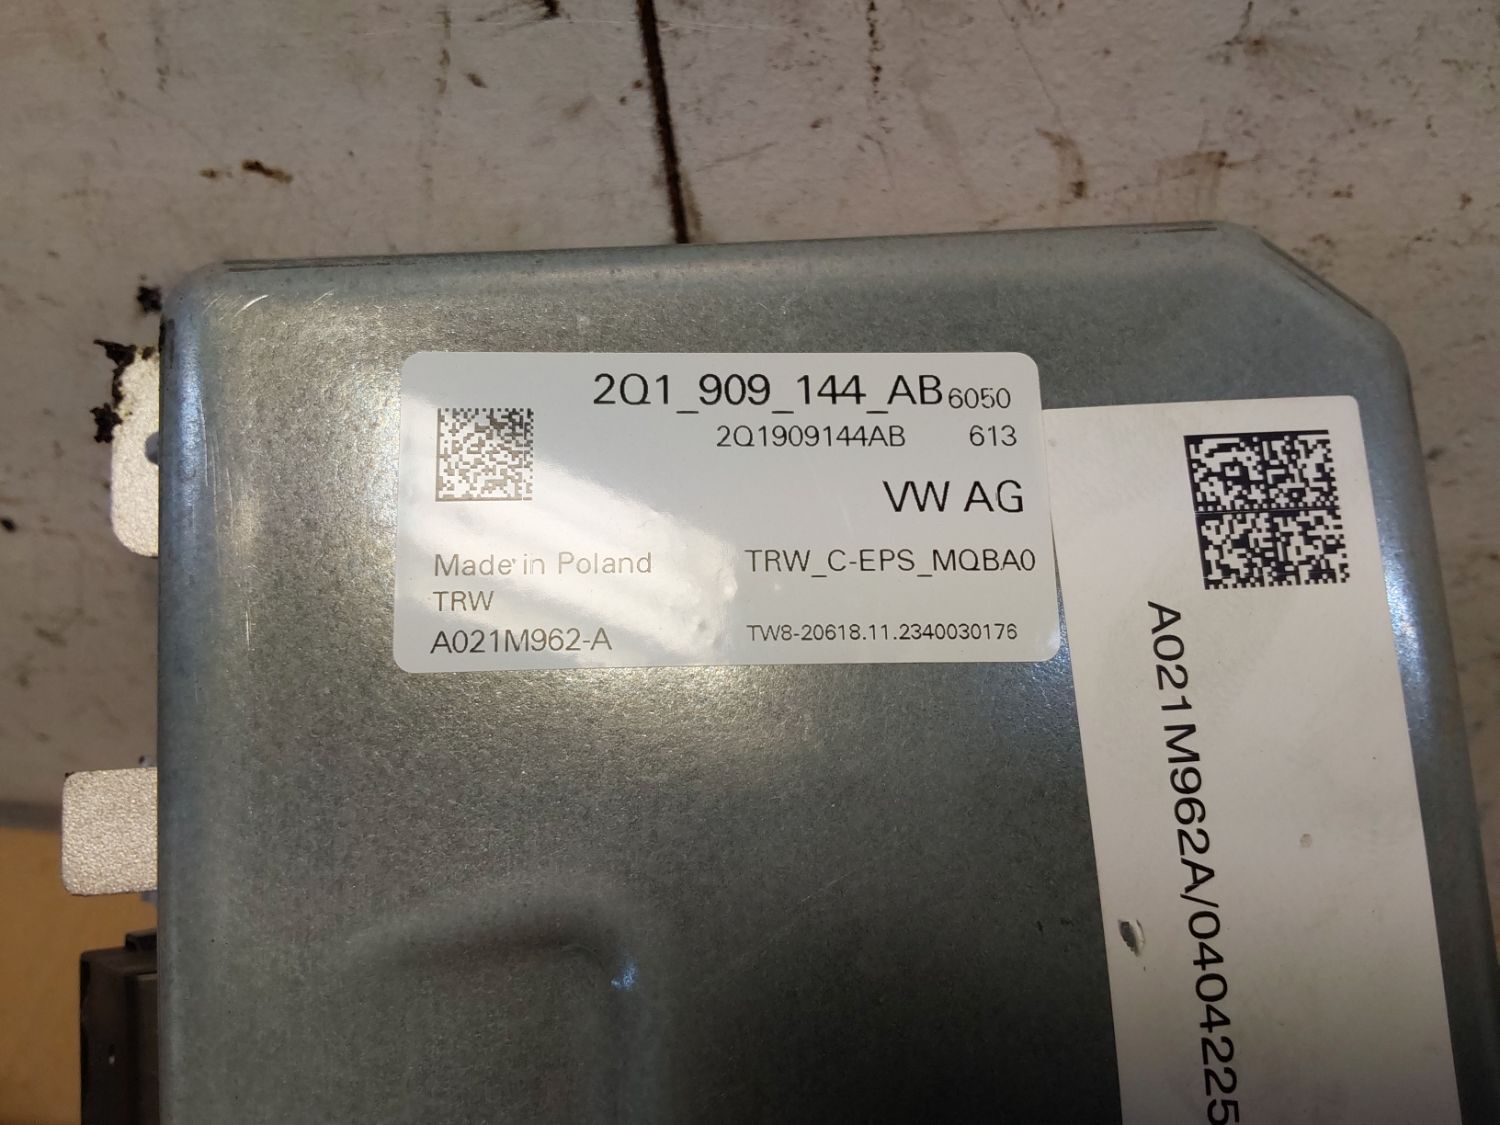 2Q1_909_144_AB 6050
2Q1909144AB 613
VW AG
Made in Poland
TRW_C-EPS_MQBA0
TRW
A021M962-A
TW8-20618.11.2340030176
A021M962A/0404225